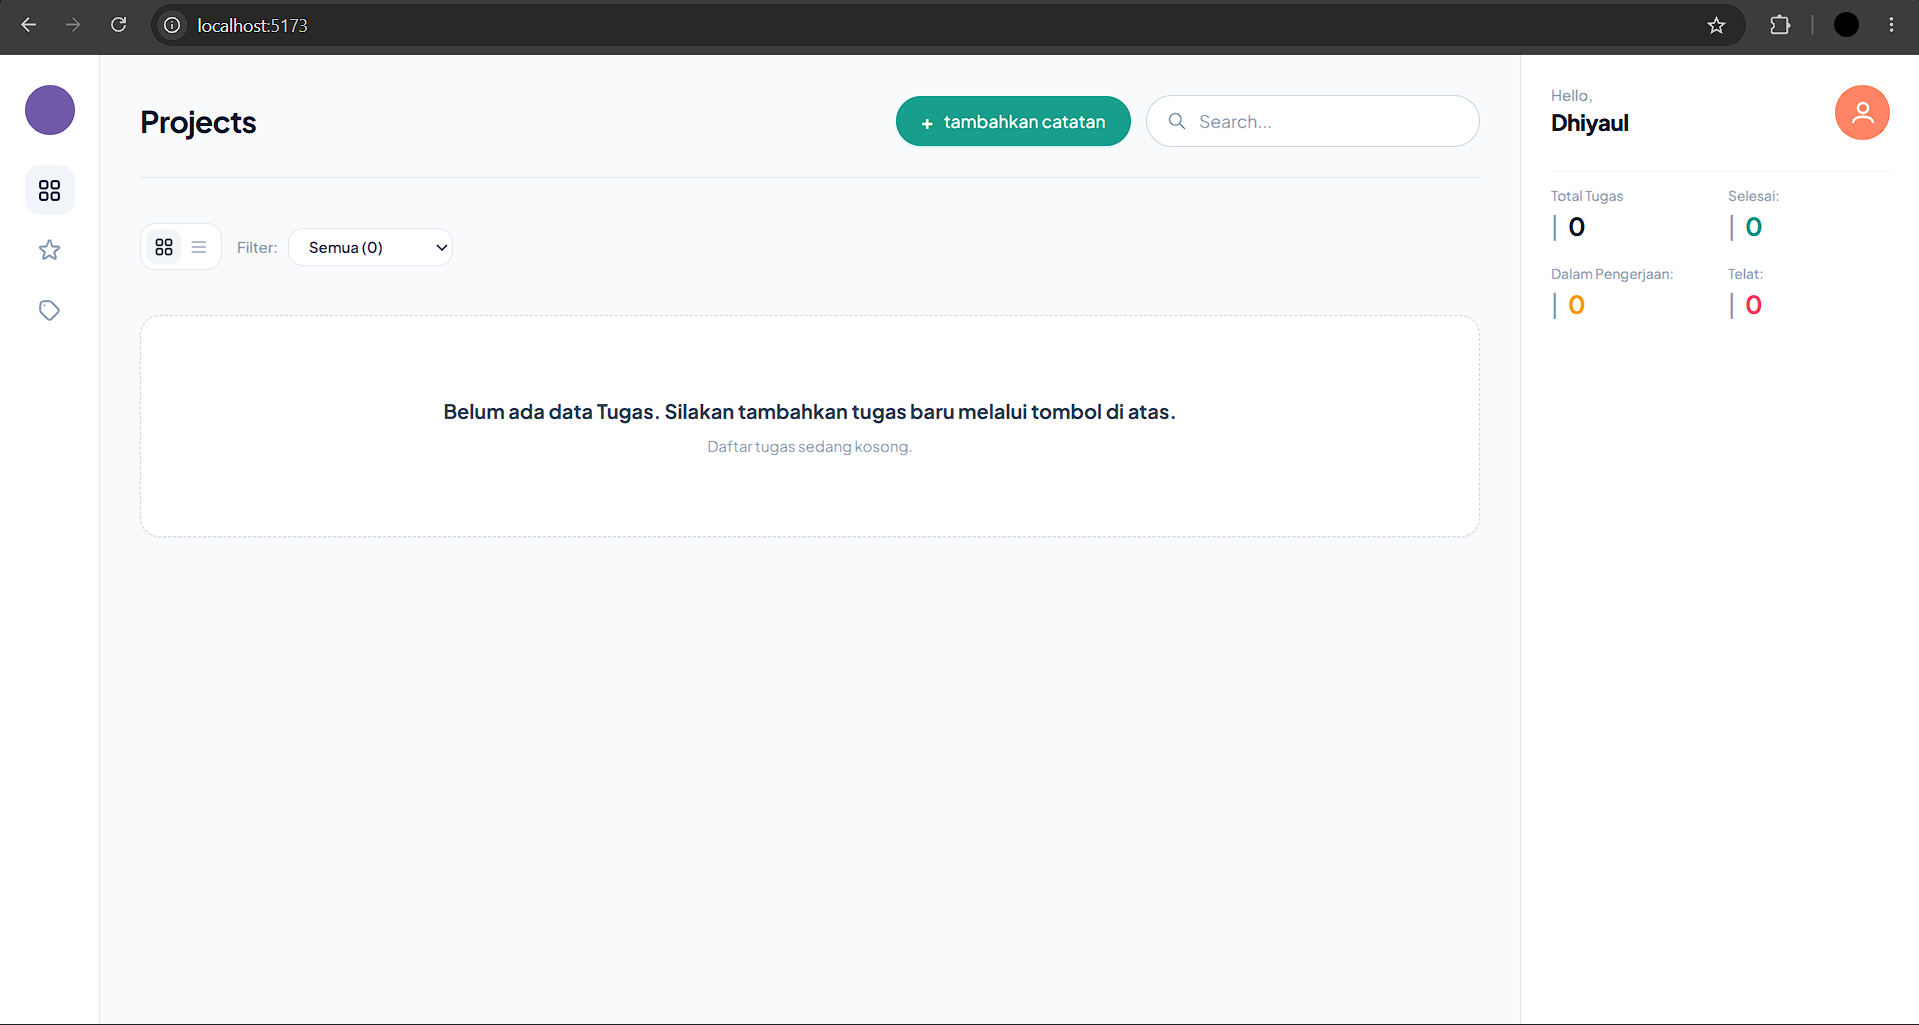 localhost:5173
Projects
+ tambahkan catatan
Search...
Hello,
Dhiyaul
Total Tugas
| 0
Selesai:
| 0
Dalam Pengerjaan:
| 0
Telat:
| 0
Filter:
Semua (0)
Belum ada data Tugas. Silakan tambahkan tugas baru melalui tombol di atas.
Daftar tugas sedang kosong.